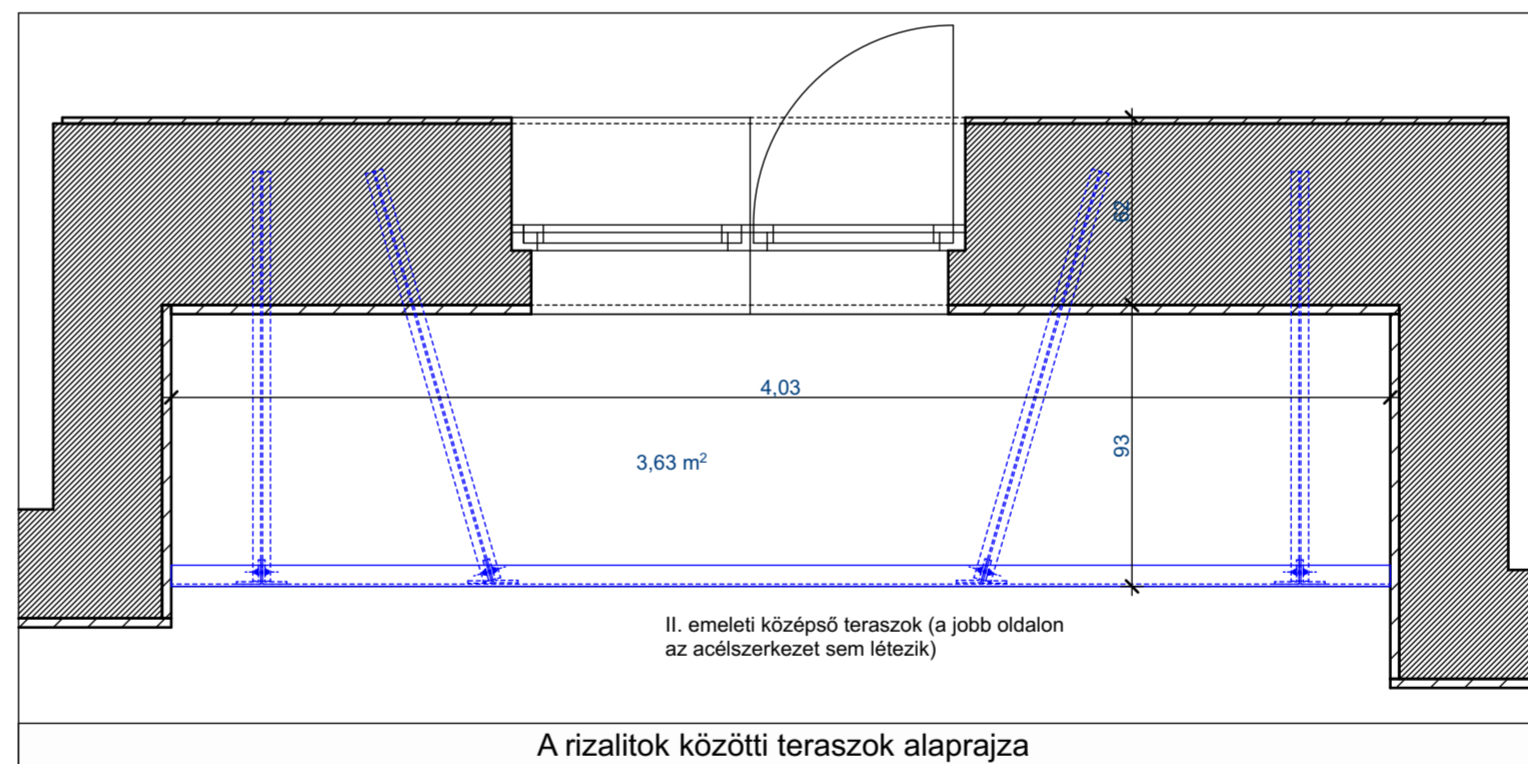 62
4,03
93
3,63 m²
II. emeleti középső teraszok (a jobb oldalon
az acélszerkezet sem létezik)
A rizalitok közötti teraszok alaprajza